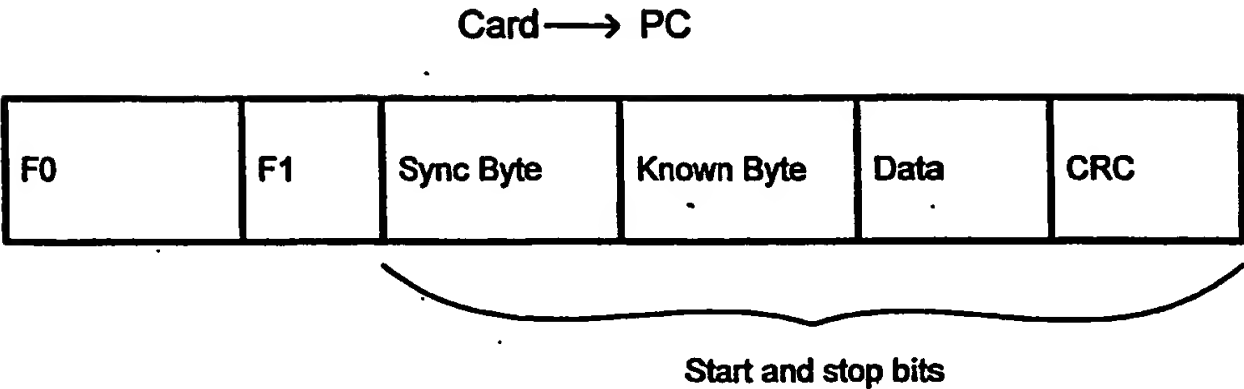 Card → PC
F0 F1 Sync Byte Known Byte Data CRC
Start and stop bits